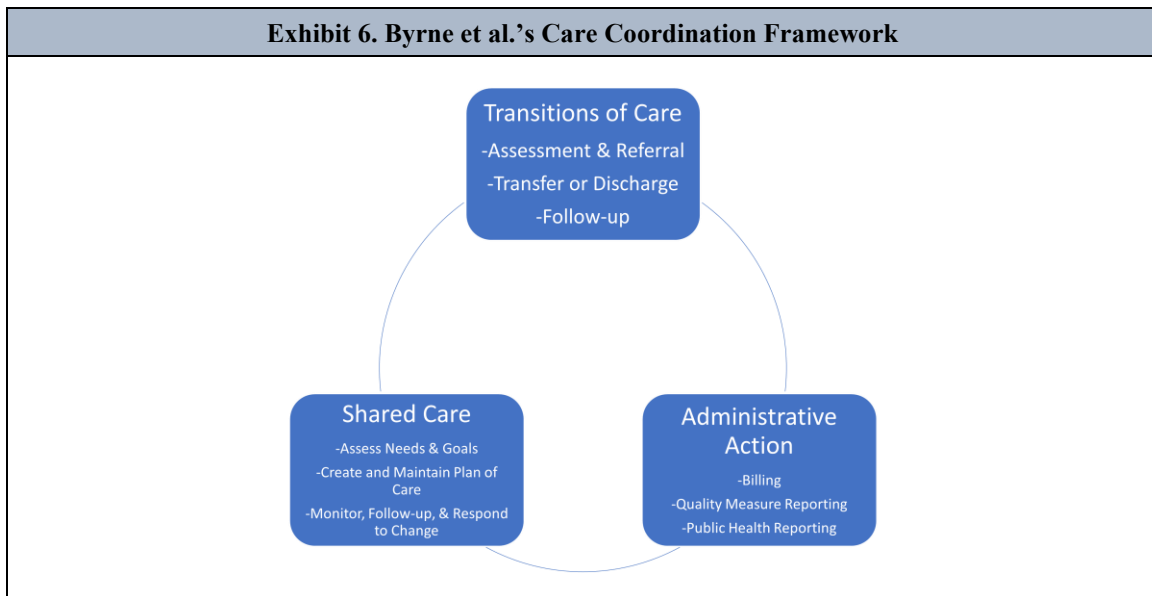 Exhibit 6. Byrne et al.’s Care Coordination Framework
Transitions of Care
-Assessment & Referral
-Transfer or Discharge
-Follow-up
Shared Care
-Assess Needs & Goals
-Create and Maintain Plan of
Care
-Monitor, Follow-up, & Respond
to Change
Administrative
Action
-Billing
-Quality Measure Reporting
-Public Health Reporting